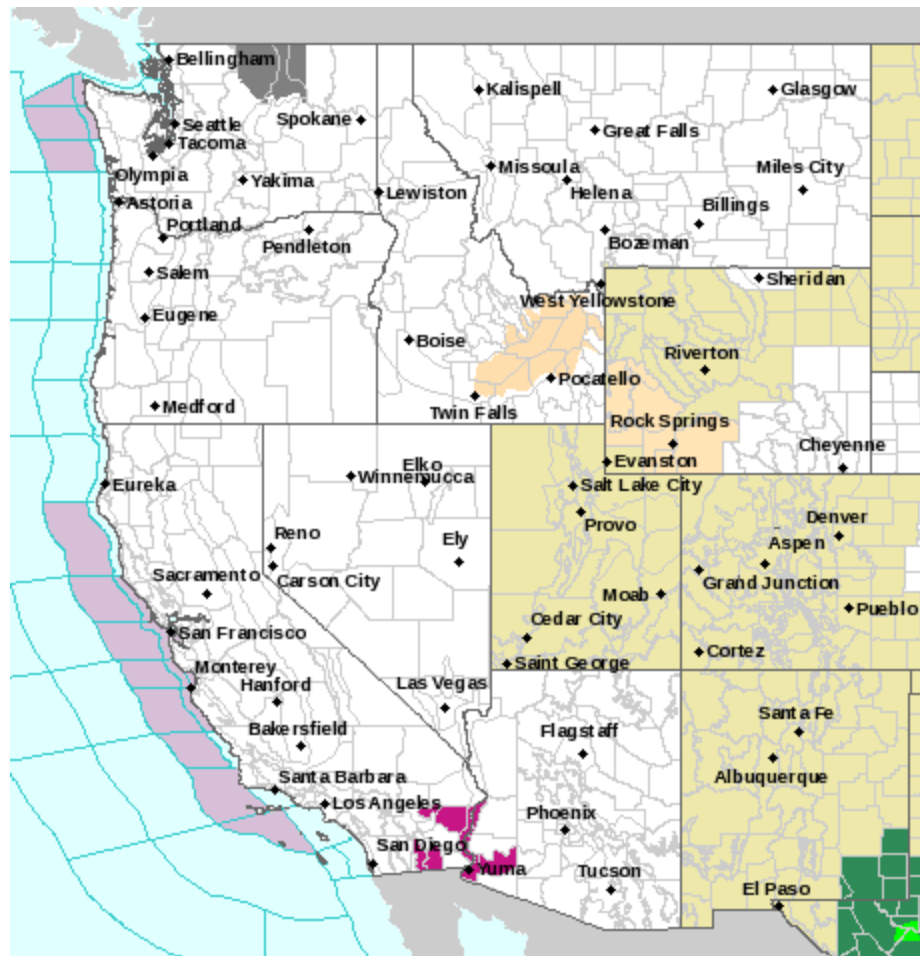 Bellingham
Kalispell
Glasgow
Seattle
Spokane
Great Falls
Tacoma
Olympia
Missoula
Miles City
Yakima
Helena
Lewiston
Astoria
Billings
Portland
Pendleton
Bozeman
Salem
Sheridan
West Yellowstone
Eugene
Boise
Riverton
Pocatello
Medford
Twin Falls
Rock Springs
Cheyenne
Evanston
Elko
Winnemucca
Eureka
Salt Lake City
Provo
Denver
Reno
Ely
Aspen
Sacramento
Carson City
Grand Junction
Moab
Pueblo
Cedar City
San Francisco
Cortez
Saint George
Monterey
Hanford
Las Vegas
Santa Fe
Bakersfield
Flagstaff
Albuquerque
Santa Barbara
Los Angeles
Phoenix
San Diego
Yuma
Tucson
El Paso